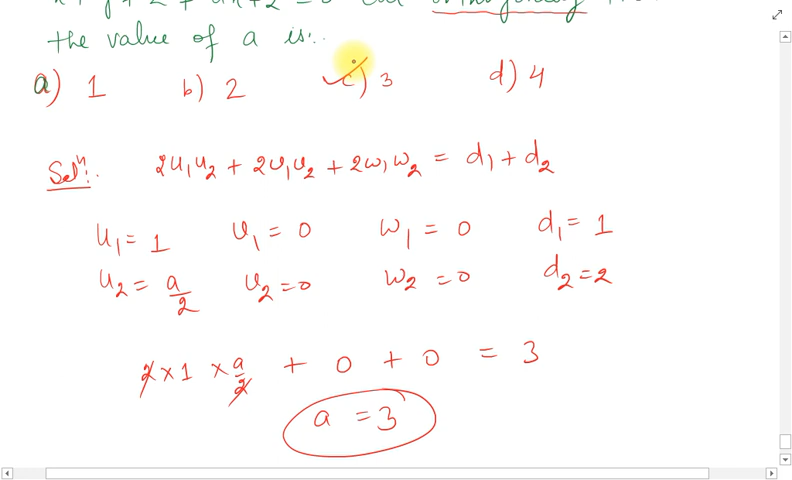 the value of a is:.
a) 1 b) 2 c) 3 d) 4
Solⁿ:. 2u₁u₂ + 2v₁v₂ + 2w₁w₂ = d₁ + d₂
u₁ = 1 v₁ = 0 w₁ = 0 d₁ = 1
u₂ = a/2 v₂ = 0 w₂ = 0 d₂ = 2
2 × 1 × a/2 + 0 + 0 = 3
a = 3